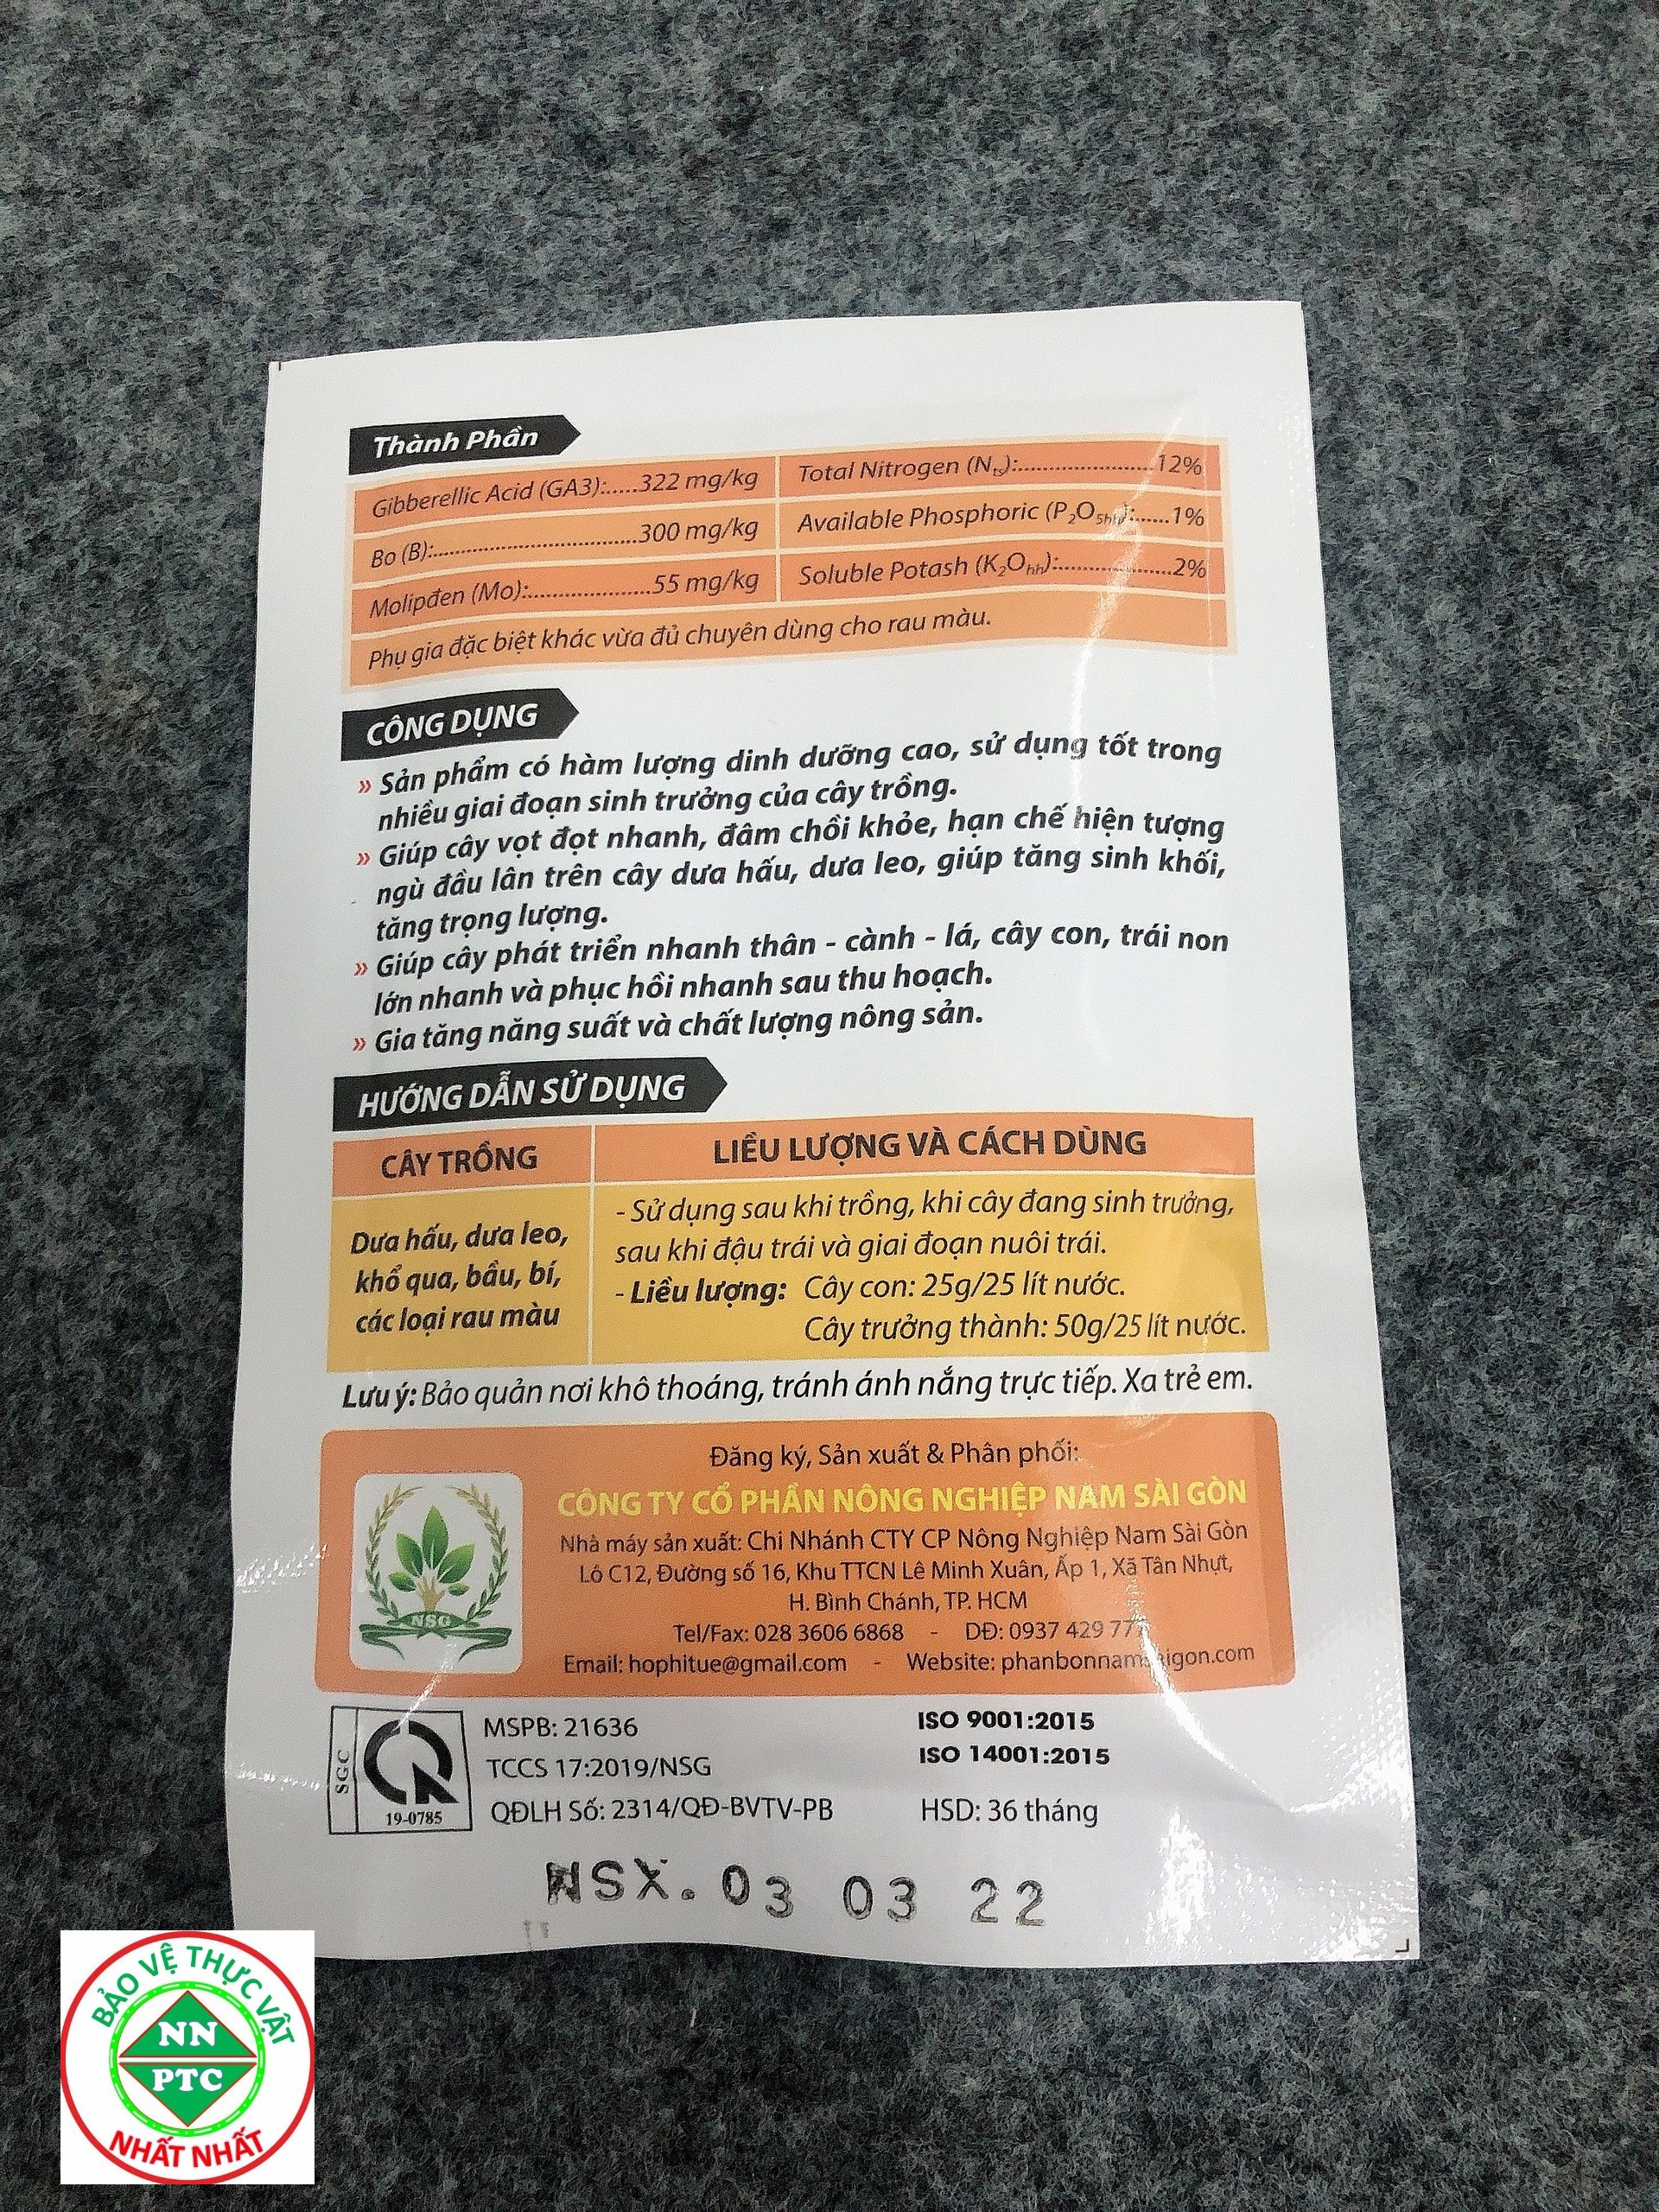 Thành Phần
Gibberellic Acid (GA3):.....322 mg/kg
Total Nitrogen (Nts):......................12%
Bo (B):..................................300 mg/kg
Available Phosphoric (P2O5hh):......1%
Molipđen (Mo):....................55 mg/kg
Soluble Potash (K2Ohh):..................2%
Phụ gia đặc biệt khác vừa đủ chuyên dùng cho rau màu.
CÔNG DỤNG
» Sản phẩm có hàm lượng dinh dưỡng cao, sử dụng tốt trong
nhiều giai đoạn sinh trưởng của cây trồng.
» Giúp cây vọt đọt nhanh, đâm chồi khỏe, hạn chế hiện tượng
ngù đầu lân trên cây dưa hấu, dưa leo, giúp tăng sinh khối,
tăng trọng lượng.
» Giúp cây phát triển nhanh thân - cành - lá, cây con, trái non
lớn nhanh và phục hồi nhanh sau thu hoạch.
» Gia tăng năng suất và chất lượng nông sản.
HƯỚNG DẪN SỬ DỤNG
CÂY TRỒNG
LIỀU LƯỢNG VÀ CÁCH DÙNG
Dưa hấu, dưa leo,
khổ qua, bầu, bí,
các loại rau màu
- Sử dụng sau khi trồng, khi cây đang sinh trưởng,
sau khi đậu trái và giai đoạn nuôi trái.
- Liều lượng: Cây con: 25g/25 lít nước.
Cây trưởng thành: 50g/25 lít nước.
Lưu ý: Bảo quản nơi khô thoáng, tránh ánh nắng trực tiếp. Xa trẻ em.
Đăng ký, Sản xuất & Phân phối:
CÔNG TY CỔ PHẦN NÔNG NGHIỆP NAM SÀI GÒN
Nhà máy sản xuất: Chi Nhánh CTY CP Nông Nghiệp Nam Sài Gòn
Lô C12, Đường số 16, Khu TTCN Lê Minh Xuân, Ấp 1, Xã Tân Nhựt,
H. Bình Chánh, TP. HCM
Tel/Fax: 028 3606 6868 - DĐ: 0937 429
Email: hophitue@gmail.com - Website:
NSG
SGC
19-0785
MSPB: 21636
TCCS 17:2019/NSG
QĐLH Số: 2314/QĐ-BVTV-PB
ISO 9001:2015
ISO 14001:2015
HSD: 36 tháng
NSX. 03 03 22
BẢO VỆ THỰC VẬT
NN
PTC
NHẤT NHẤT